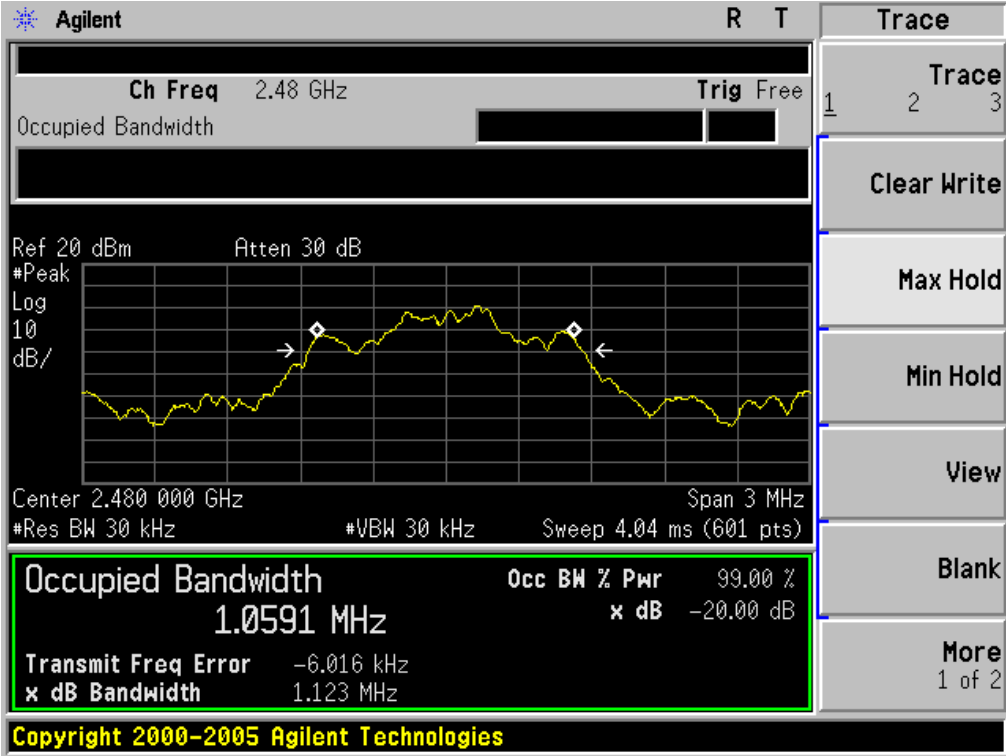 Agilent R T Trace
Ch Freq 2.48 GHz Trig Free
Occupied Bandwidth
Trace
1 2 3
Clear Write
Max Hold
Min Hold
View
Blank
More
1 of 2
Ref 20 dBm Atten 30 dB
#Peak
Log
10
dB/
Center 2.480 000 GHz Span 3 MHz
#Res BW 30 kHz #VBW 30 kHz Sweep 4.04 ms (601 pts)
Occupied Bandwidth Occ BW % Pwr 99.00 %
1.0591 MHz x dB -20.00 dB
Transmit Freq Error -6.016 kHz
x dB Bandwidth 1.123 MHz
Copyright 2000-2005 Agilent Technologies